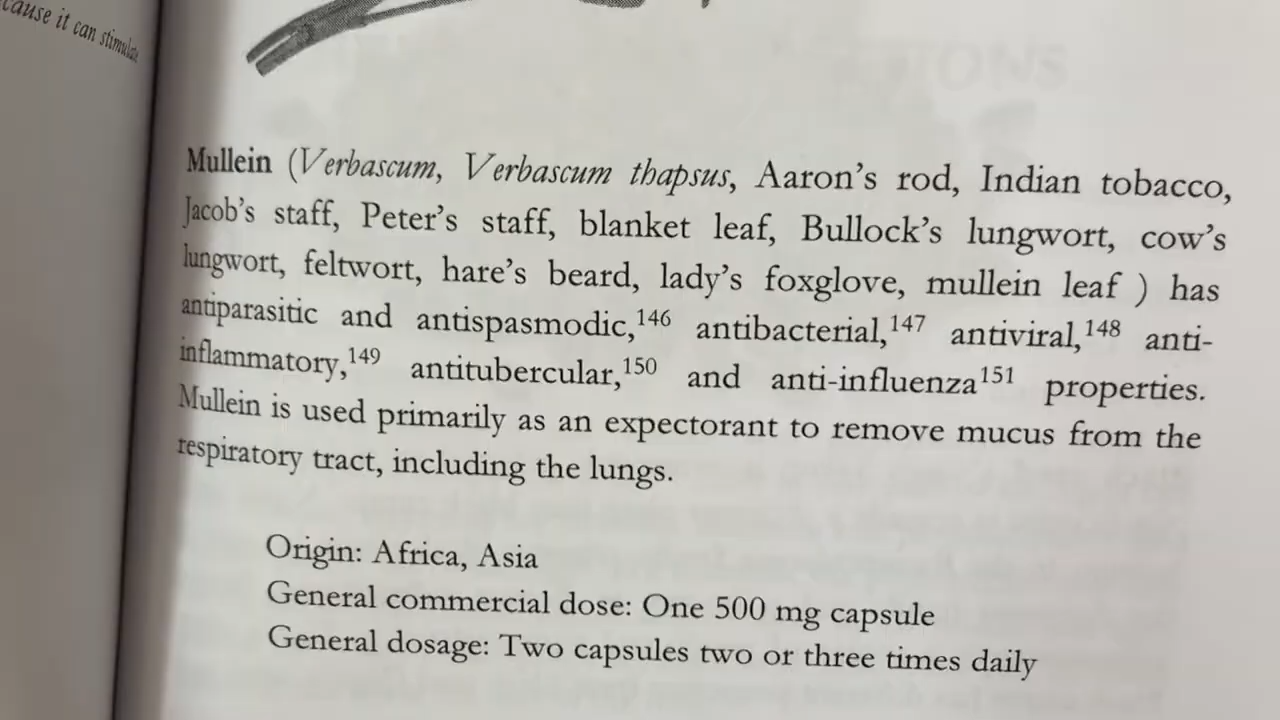 cause it can stimulate
Mullein (Verbascum, Verbascum thapsus, Aaron's rod, Indian tobacco,
Jacob's staff, Peter's staff, blanket leaf, Bullock's lungwort, cow's
lungwort, feltwort, hare's beard, lady's foxglove, mullein leaf ) has
antiparasitic and antispasmodic,146 antibacterial,147 antiviral,148 anti-
inflammatory,149 antitubercular,150 and anti-influenza151 properties.
Mullein is used primarily as an expectorant to remove mucus from the
respiratory tract, including the lungs.
Origin: Africa, Asia
General commercial dose: One 500 mg capsule
General dosage: Two capsules two or three times daily